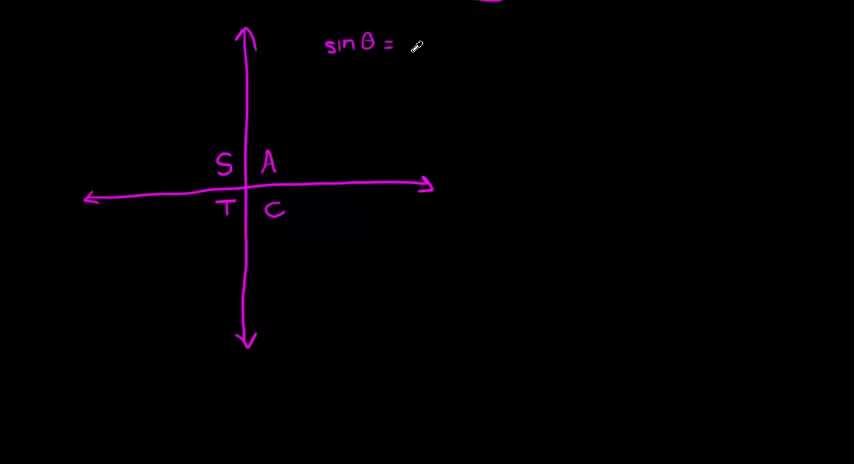 sin θ =
S A
T C